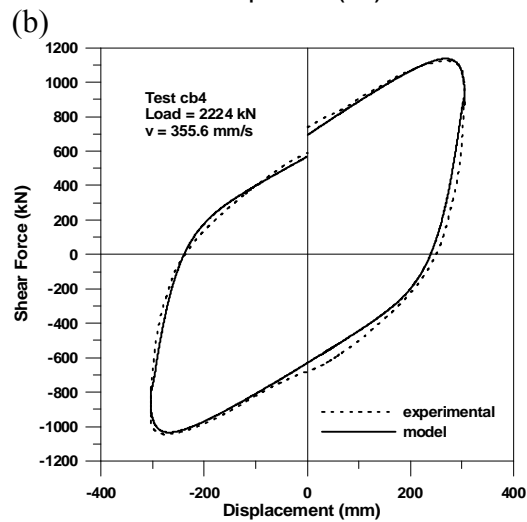 (b)
1200
1000
800
600
400
200
0
-200
-400
-600
-800
-1000
-1200
Shear Force (kN)
Test cb4
Load = 2224 kN
v = 355.6 mm/s
experimental
model
-400 -200 0 200 400
Displacement (mm)